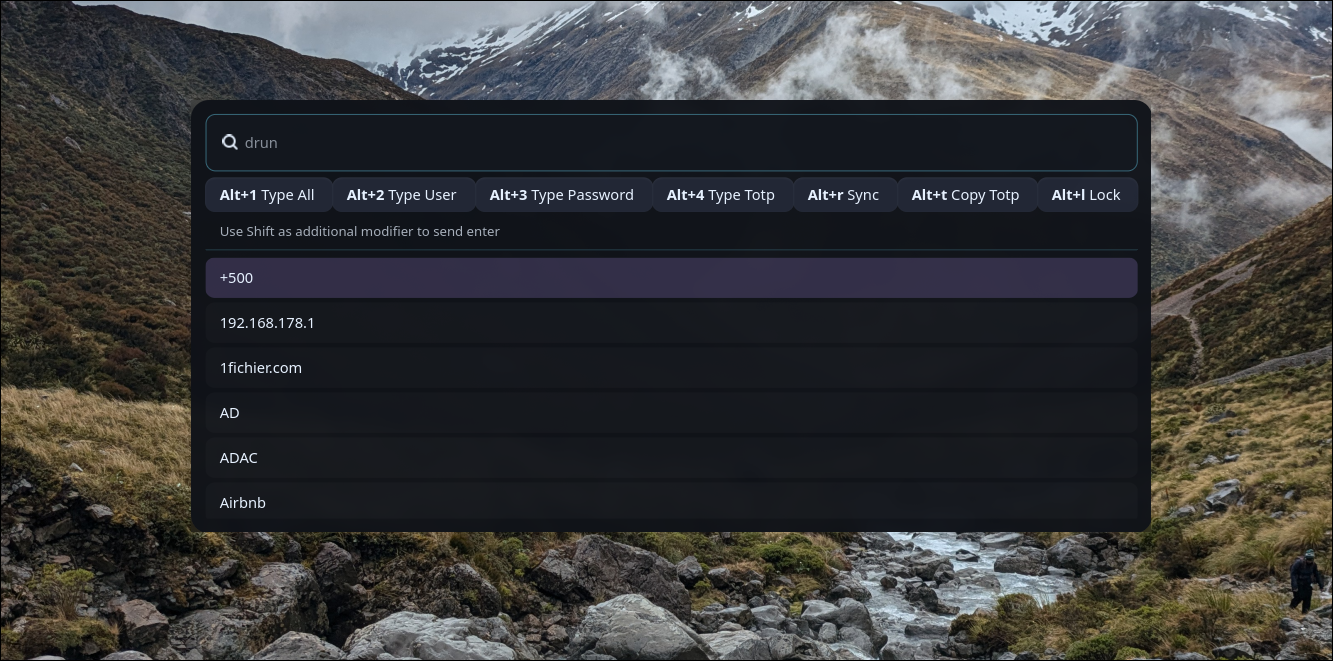 drun
Alt+1 Type All Alt+2 Type User Alt+3 Type Password Alt+4 Type Totp Alt+r Sync Alt+t Copy Totp Alt+l Lock
Use Shift as additional modifier to send enter
+500
192.168.178.1
1fichier.com
AD
ADAC
Airbnb